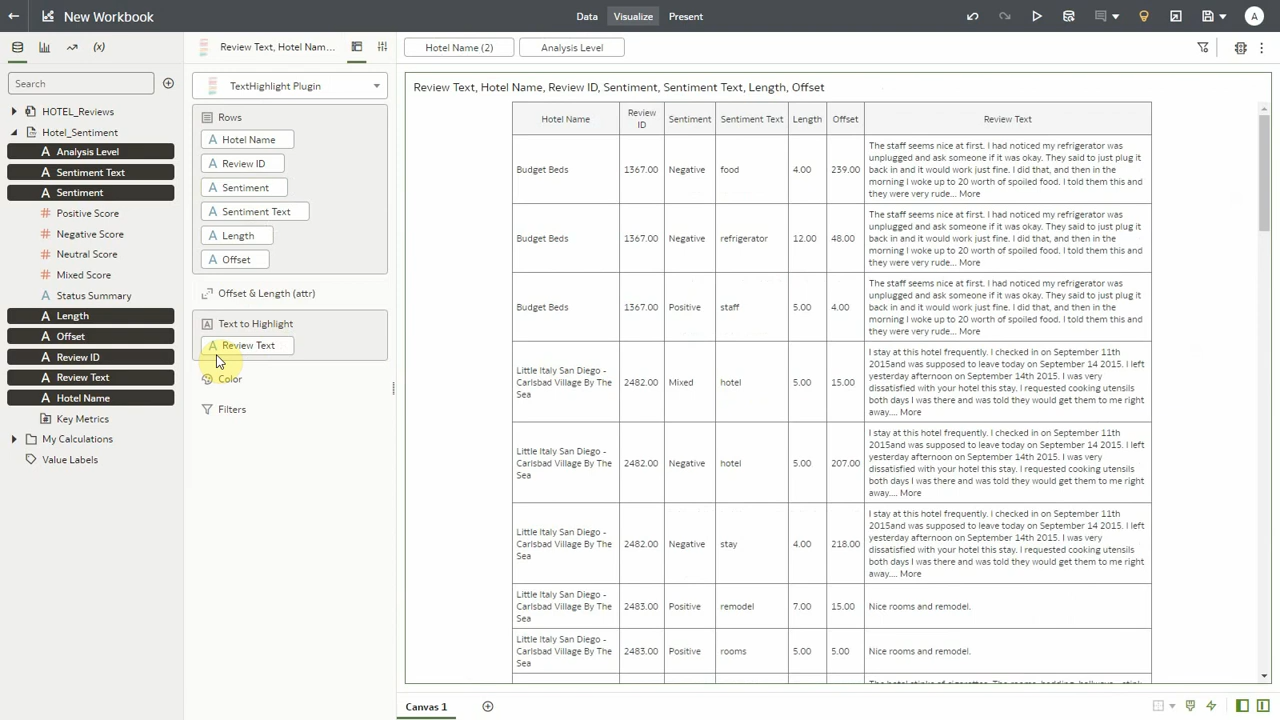 New Workbook
Data
Visualize
Present
A
Review Text, Hotel Nam...
Hotel Name (2)
Analysis Level
Search
HOTEL_Reviews
Hotel_Sentiment
A Analysis Level
A Sentiment Text
A Sentiment
# Positive Score
# Negative Score
# Neutral Score
# Mixed Score
A Status Summary
A Length
A Offset
A Review ID
A Review Text
A Hotel Name
Key Metrics
My Calculations
Value Labels
TextHighlight Plugin
Rows
A Hotel Name
A Review ID
A Sentiment
A Sentiment Text
A Length
A Offset
Offset & Length (attr)
Text to Highlight
A Review Text
Color
Filters
Review Text, Hotel Name, Review ID, Sentiment, Sentiment Text, Length, Offset
Hotel Name
Review
ID
Sentiment
Sentiment Text
Length
Offset
Review Text
Budget Beds
1367.00
Negative
food
4.00
239.00
The staff seems nice at first. I had noticed my refrigerator was
unplugged and ask someone if it was okay. They said to just plug it
back in and it would work just fine. I did that, and then in the
morning I woke up to 20 worth of spoiled food. I told them this and
they were very rude... More
Budget Beds
1367.00
Negative
refrigerator
12.00
48.00
The staff seems nice at first. I had noticed my refrigerator was
unplugged and ask someone if it was okay. They said to just plug it
back in and it would work just fine. I did that, and then in the
morning I woke up to 20 worth of spoiled food. I told them this and
they were very rude... More
Budget Beds
1367.00
Positive
staff
5.00
4.00
The staff seems nice at first. I had noticed my refrigerator was
unplugged and ask someone if it was okay. They said to just plug it
back in and it would work just fine. I did that, and then in the
morning I woke up to 20 worth of spoiled food. I told them this and
they were very rude... More
Little Italy San Diego -
Carlsbad Village By The
Sea
2482.00
Mixed
hotel
5.00
15.00
I stay at this hotel frequently. I checked in on September 11th
2015and was supposed to leave today on September 14 2015. I left
yesterday afternoon on September 14th 2015. I was very
dissatisfied with your hotel this stay. I requested cooking utensils
both days I was there and was told would get them to me right
away.... More
Little Italy San Diego -
Carlsbad Village By The
Sea
2482.00
Negative
hotel
5.00
207.00
I stay at this hotel frequently. I checked in on September 11th
2015and was supposed to leave today on September 14 2015. I left
yesterday afternoon on September 14th 2015. I was very
dissatisfied with your hotel this stay. I requested cooking utensils
both days I was there and was told would get them to me right
away.... More
Little Italy San Diego -
Carlsbad Village By The
Sea
2482.00
Negative
stay
4.00
218.00
I stay at this hotel frequently. I checked in on September 11th
2015and was supposed to leave today on September 14 2015. I left
yesterday afternoon on September 14th 2015. I was very
dissatisfied with your hotel this stay. I requested cooking utensils
both days I was there and was told would get them to me right
away.... More
Little Italy San Diego -
Carlsbad Village By The
Sea
2483.00
Positive
remodel
7.00
15.00
Nice rooms and remodel.
Little Italy San Diego -
Carlsbad Village By The
Sea
2483.00
Positive
rooms
5.00
5.00
Nice rooms and remodel.
Canvas 1